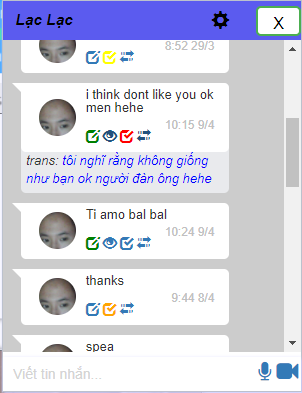 Lạc Lạc
X
8:52 29/3
i think dont like you ok
men hehe
10:15 9/4
trans: tôi nghĩ rằng không giống
như bạn ok người đàn ông hehe
Ti amo bal bal
10:24 9/4
thanks
9:44 8/4
spea
Viết tin nhắn...